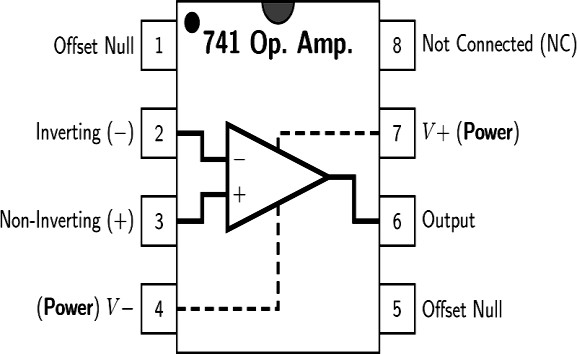 741 Op. Amp.
Offset Null 1
8 Not Connected (NC)
Inverting (−) 2
7 V+ (Power)
−
+
Non-Inverting (+) 3
6 Output
(Power) V− 4
5 Offset Null